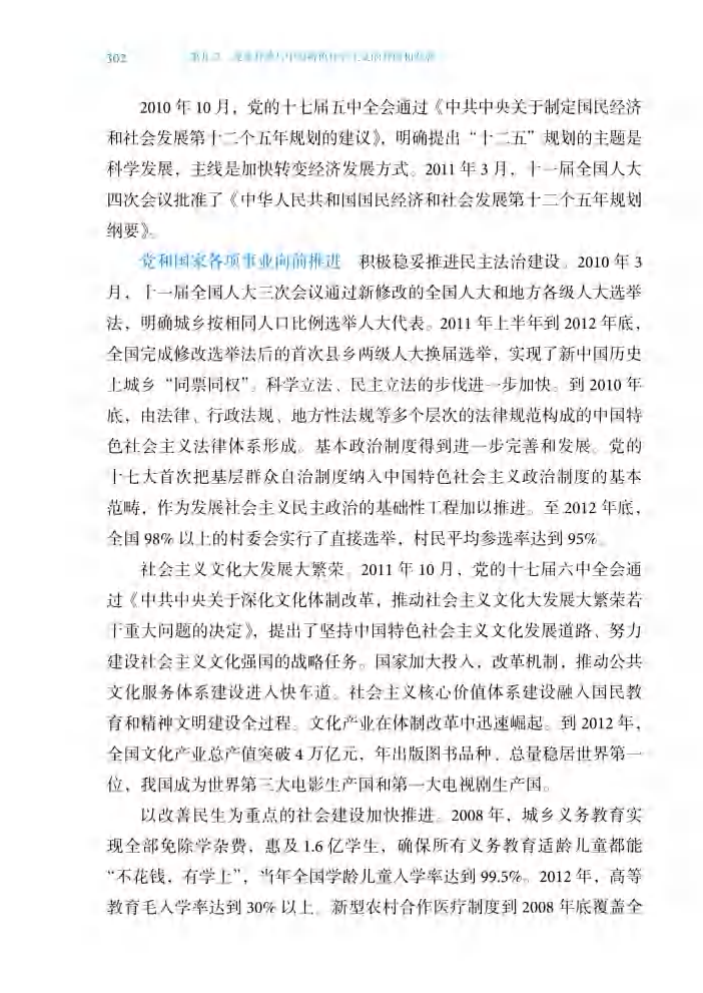 302
2010 年 10 月，党的十七届五中全会通过《中共中央关于制定国民经济
和社会发展第十二个五年规划的建议》，明确提出“十二五”规划的主题是
科学发展，主线是加快转变经济发展方式。2011 年 3 月，十一届全国人大
四次会议批准了《中华人民共和国国民经济和社会发展第十二个五年规划
纲要》。
党和国家各项事业向前推进　积极稳妥推进民主法治建设。2010 年 3
月，十一届全国人大三次会议通过新修改的全国人大和地方各级人大选举
法，明确城乡按相同人口比例选举人大代表。2011 年上半年到 2012 年底，
全国完成修改选举法后的首次县乡两级人大换届选举，实现了新中国历史
上城乡“同票同权”。科学立法、民主立法的步伐进一步加快。到 2010 年
底，由法律、行政法规、地方性法规等多个层次的法律规范构成的中国特
色社会主义法律体系形成。基本政治制度得到进一步完善和发展。党的
十七大首次把基层群众自治制度纳入中国特色社会主义政治制度的基本
范畴，作为发展社会主义民主政治的基础性工程加以推进。至 2012 年底，
全国 98% 以上的村委会实行了直接选举，村民平均参选率达到 95%。
社会主义文化大发展大繁荣。2011 年 10 月，党的十七届六中全会通
过《中共中央关于深化文化体制改革，推动社会主义文化大发展大繁荣若
干重大问题的决定》，提出了坚持中国特色社会主义文化发展道路、努力
建设社会主义文化强国的战略任务。国家加大投入，改革机制，推动公共
文化服务体系建设进入快车道。社会主义核心价值体系建设融入国民教
育和精神文明建设全过程。文化产业在体制改革中迅速崛起。到 2012 年，
全国文化产业总产值突破 4 万亿元，年出版图书品种、总量稳居世界第一
位，我国成为世界第三大电影生产国和第一大电视剧生产国。
以改善民生为重点的社会建设加快推进。2008 年，城乡义务教育实
现全部免除学杂费，惠及 1.6 亿学生，确保所有义务教育适龄儿童都能
“不花钱，有学上”，当年全国学龄儿童入学率达到 99.5%。2012 年，高等
教育毛入学率达到 30% 以上。新型农村合作医疗制度到 2008 年底覆盖全